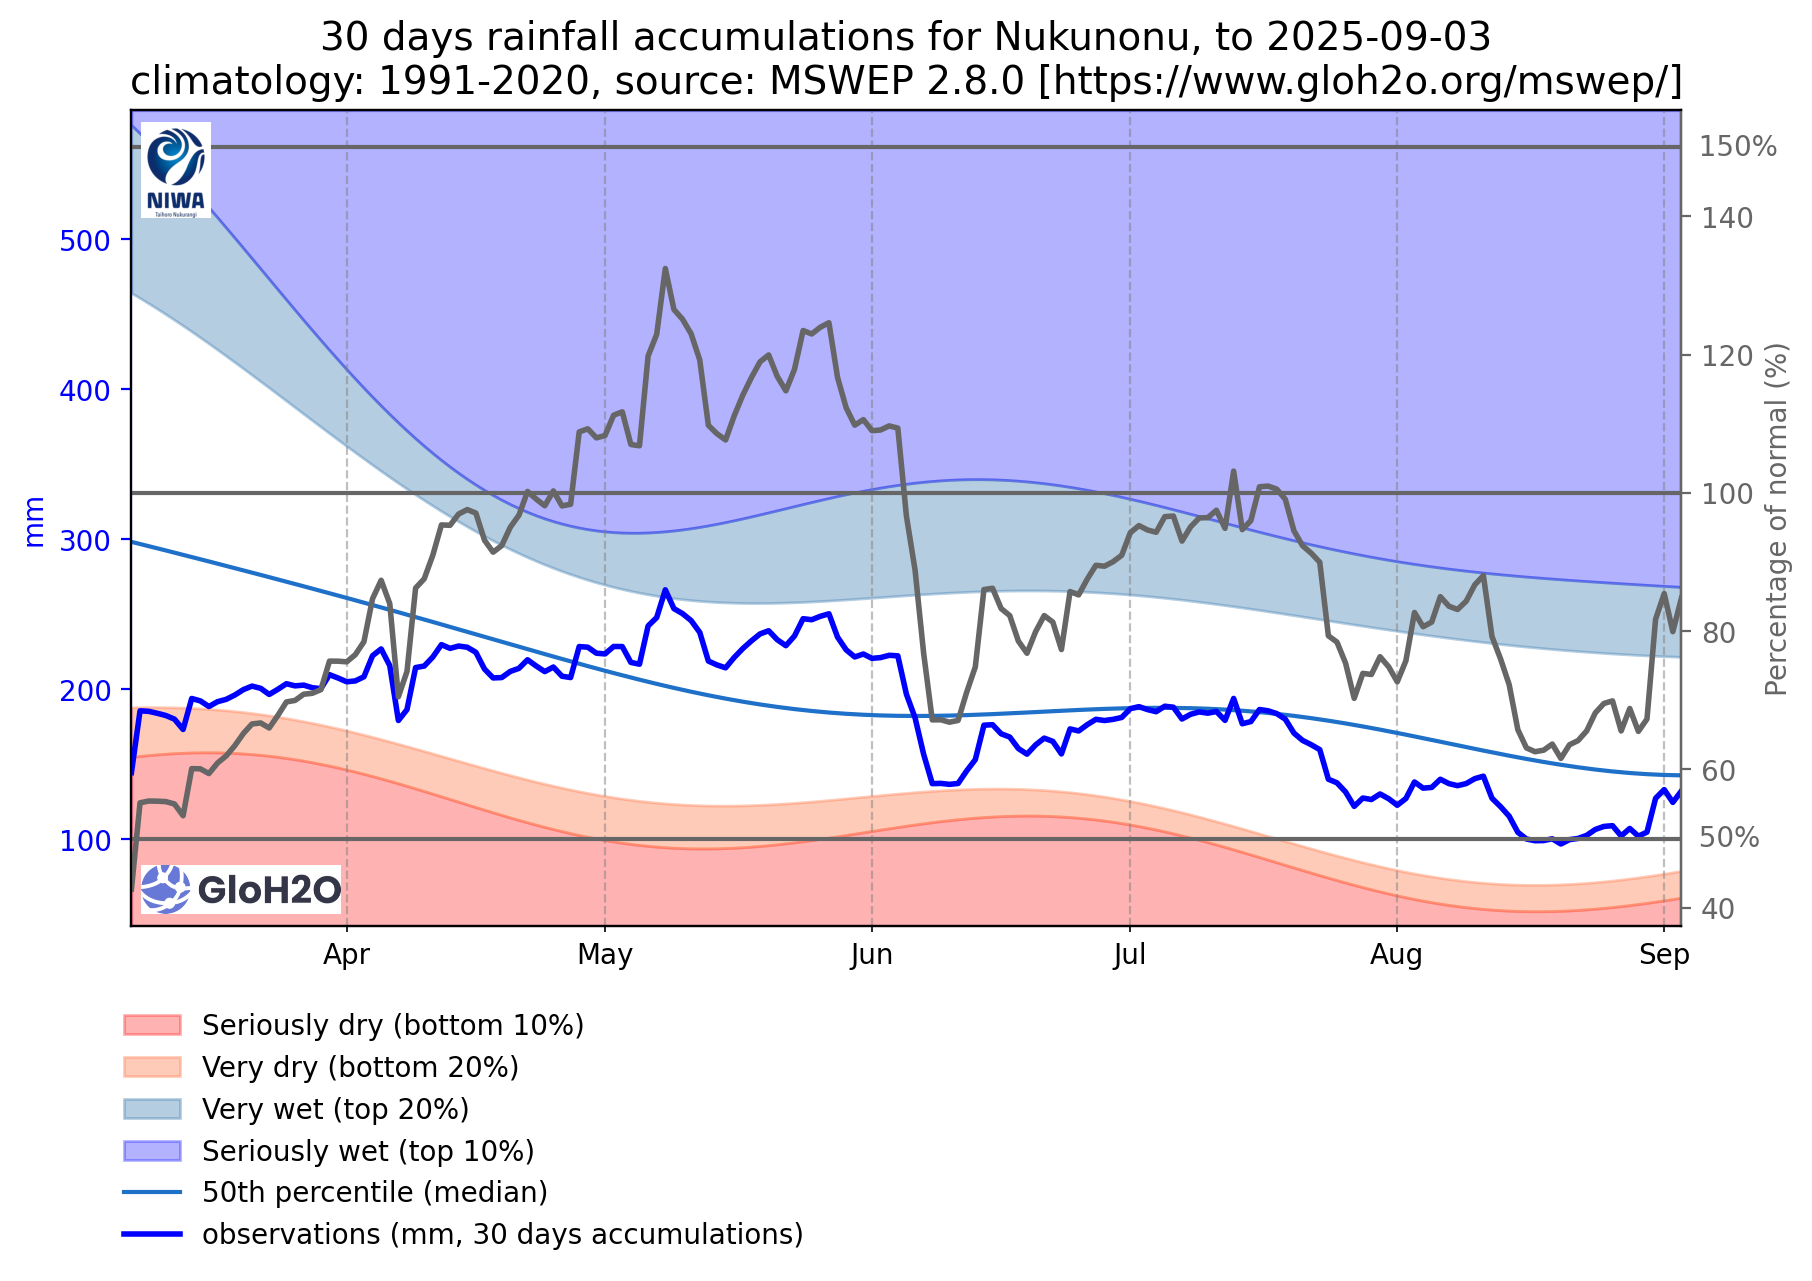 30 days rainfall accumulations for Nukunonu, to 2025-09-03
climatology: 1991-2020, source: MSWEP 2.8.0 [https://www.gloh2o.org/mswep/]
NIWA
Taihoro Nukurangi
150%
140
120
100
80
60
50%
40
Percentage of normal (%)
500
400
300
200
100
mm
GloH2O
Apr
May
Jun
Jul
Aug
Sep
Seriously dry (bottom 10%)
Very dry (bottom 20%)
Very wet (top 20%)
Seriously wet (top 10%)
50th percentile (median)
observations (mm, 30 days accumulations)